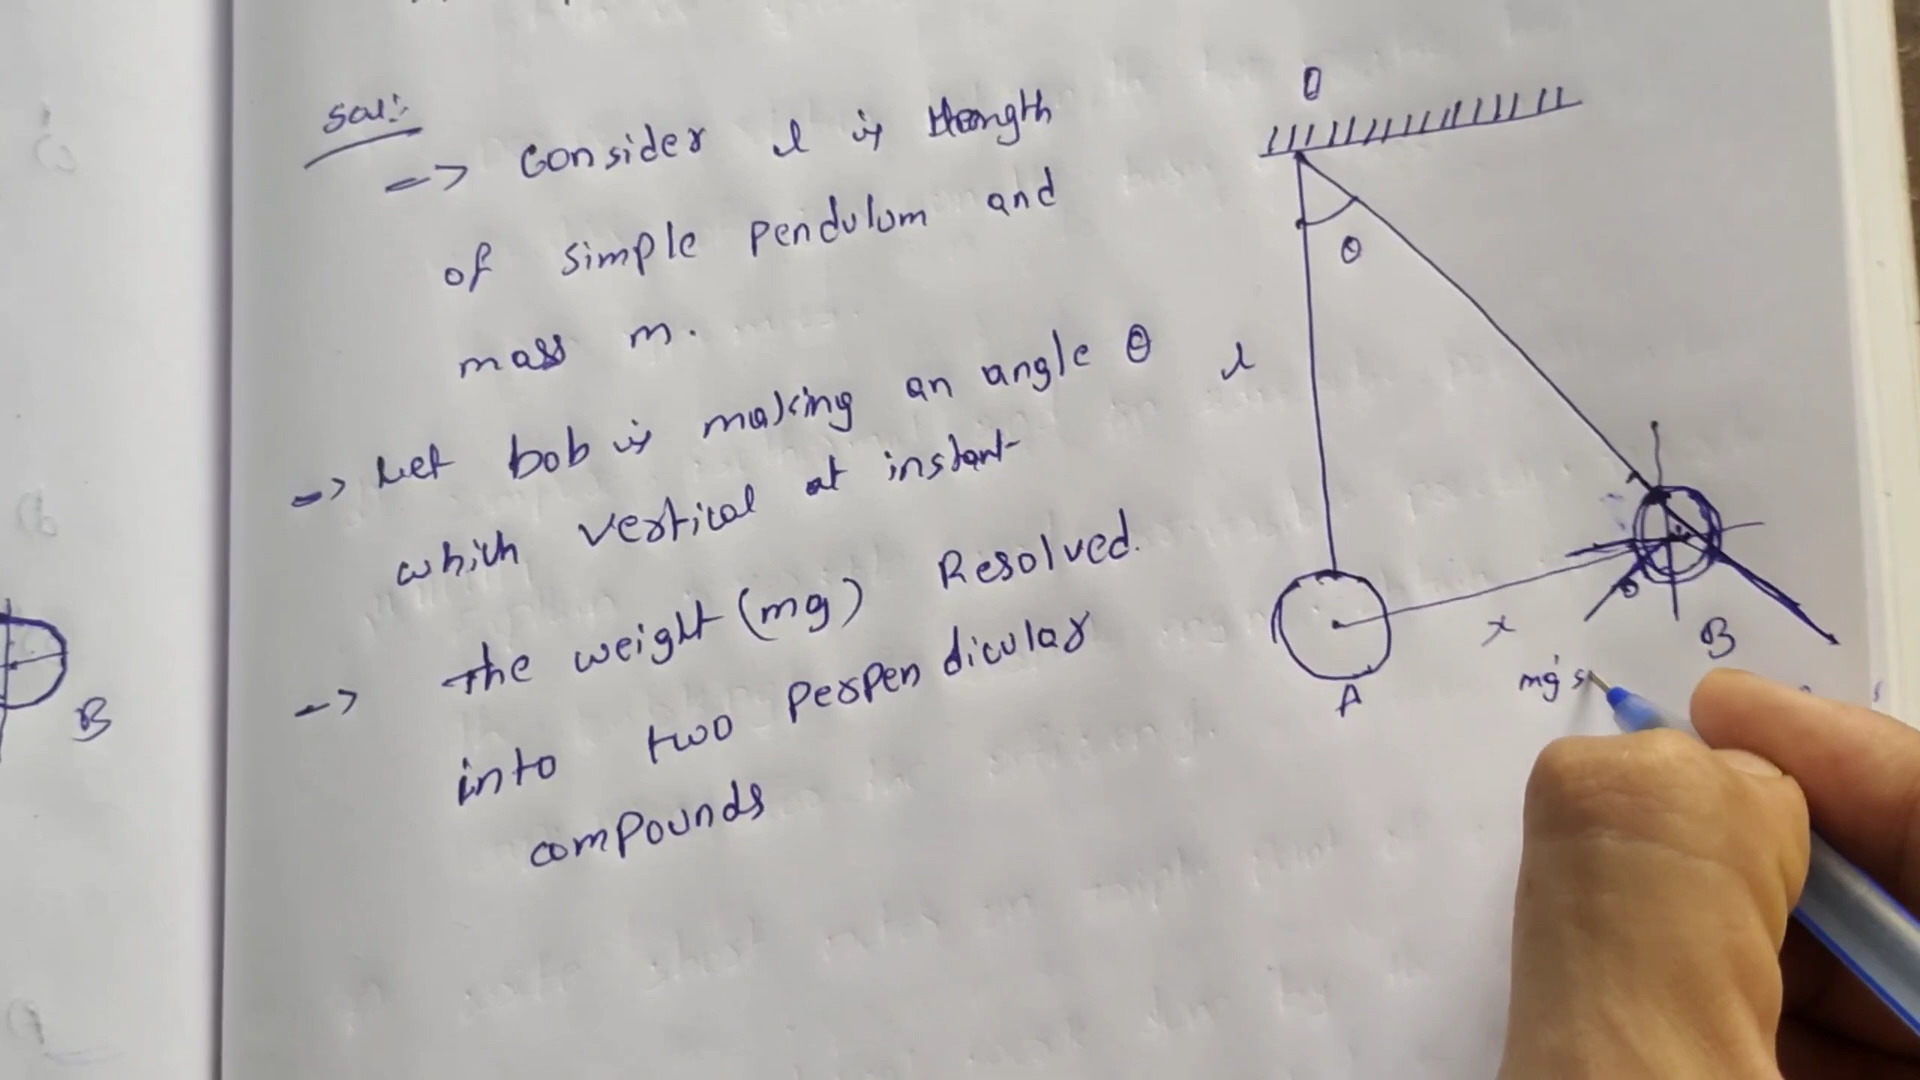 Sol:
-> Consider l is length
of simple pendulum and
mass m.
-> Let bob is making an angle θ
which vertical at instant
-> The weight (mg) Resolved.
into two perpendicular
compounds
O
θ
l
x
B
mg s
A
B